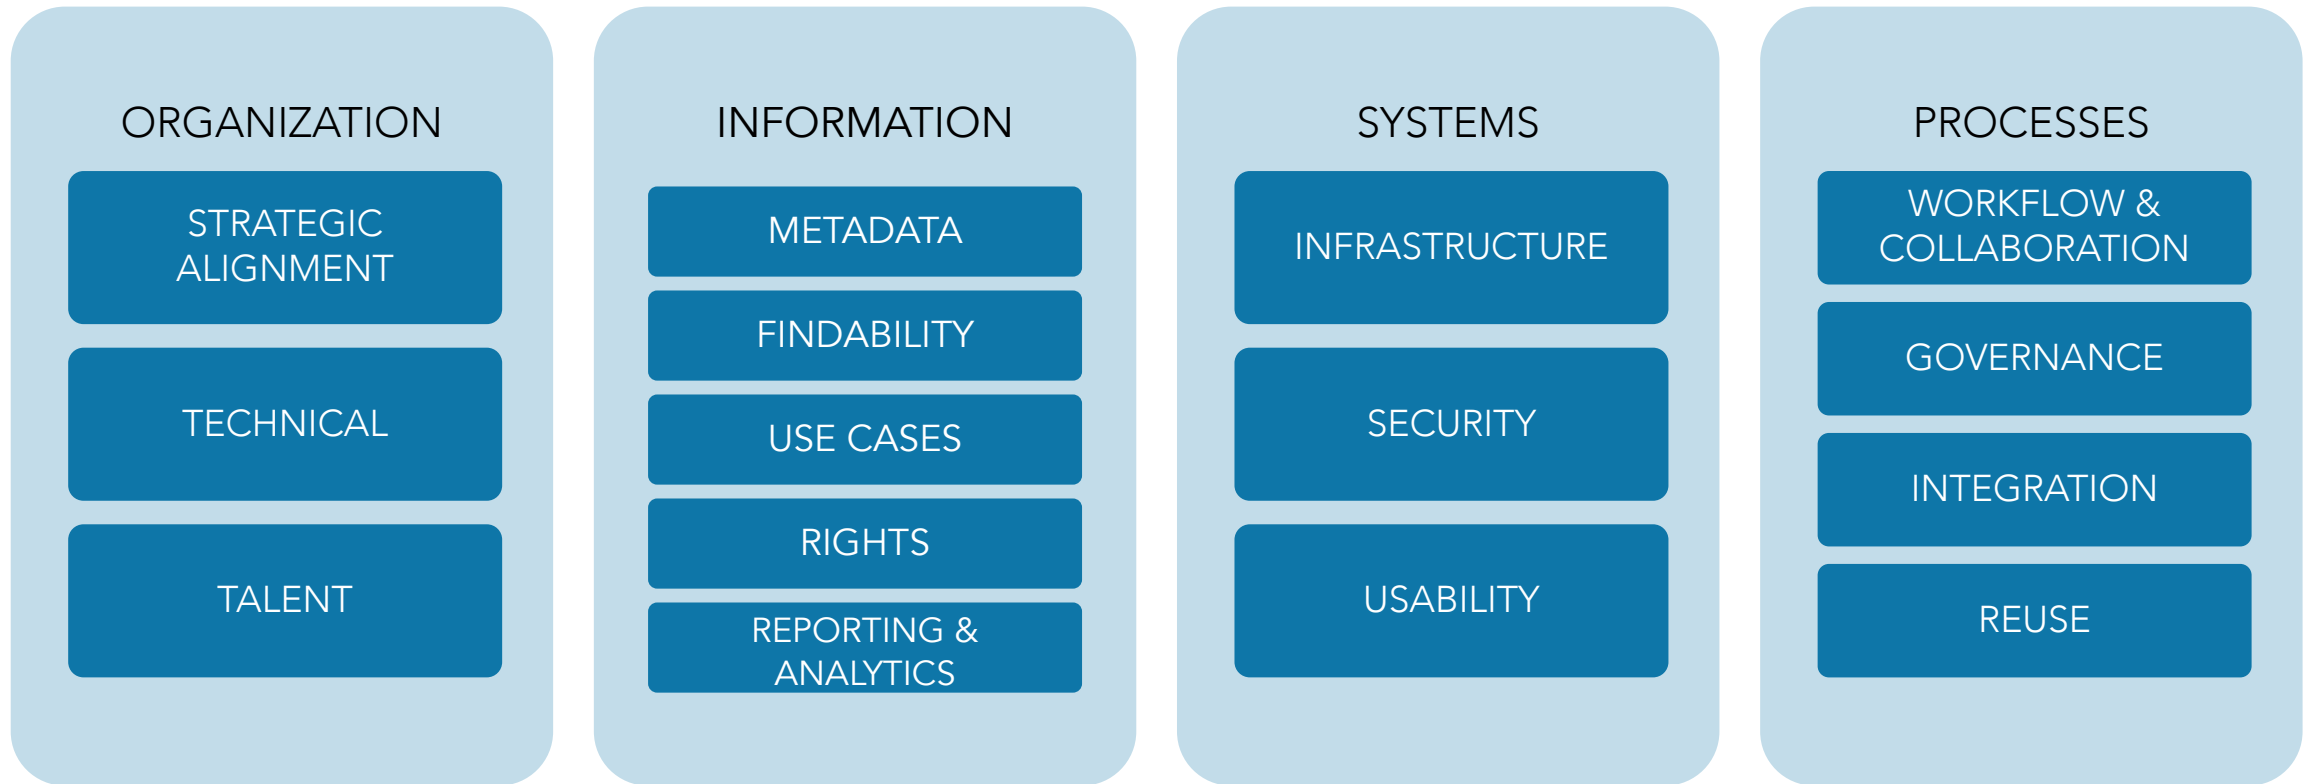 ORGANIZATION
STRATEGIC
ALIGNMENT
TECHNICAL
TALENT
INFORMATION
METADATA
FINDABILITY
USE CASES
RIGHTS
REPORTING &
ANALYTICS
SYSTEMS
INFRASTRUCTURE
SECURITY
USABILITY
PROCESSES
WORKFLOW &
COLLABORATION
GOVERNANCE
INTEGRATION
REUSE